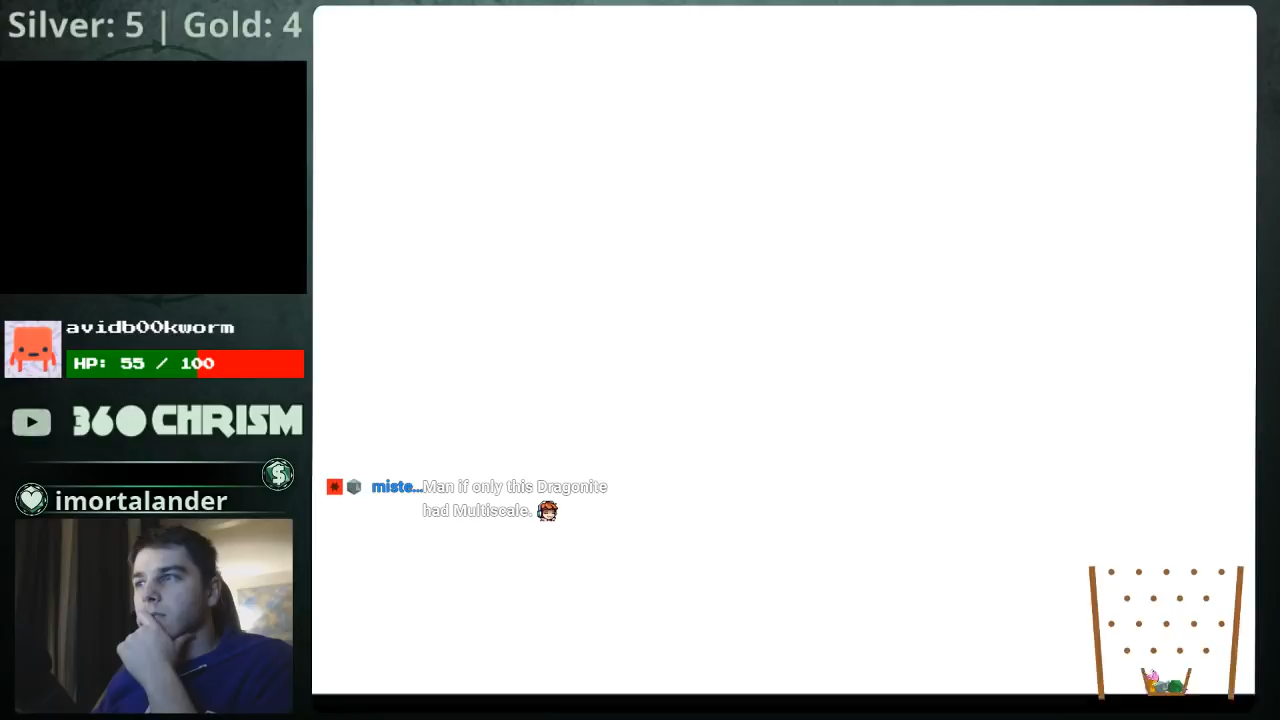 Silver: 5 | Gold: 4
avidb00kworm
HP: 55 / 100
360CHRISM
imortalander
miste...Man if only this Dragonite
had Multiscale.